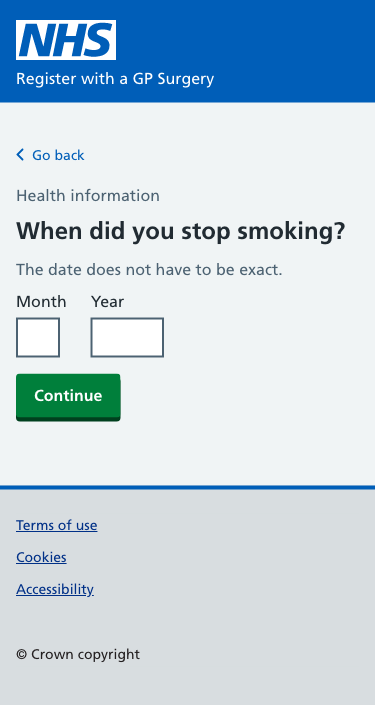 NHS
Register with a GP Surgery
Go back
Health information
When did you stop smoking?
The date does not have to be exact.
Month Year
Continue
Terms of use
Cookies
Accessibility
© Crown copyright